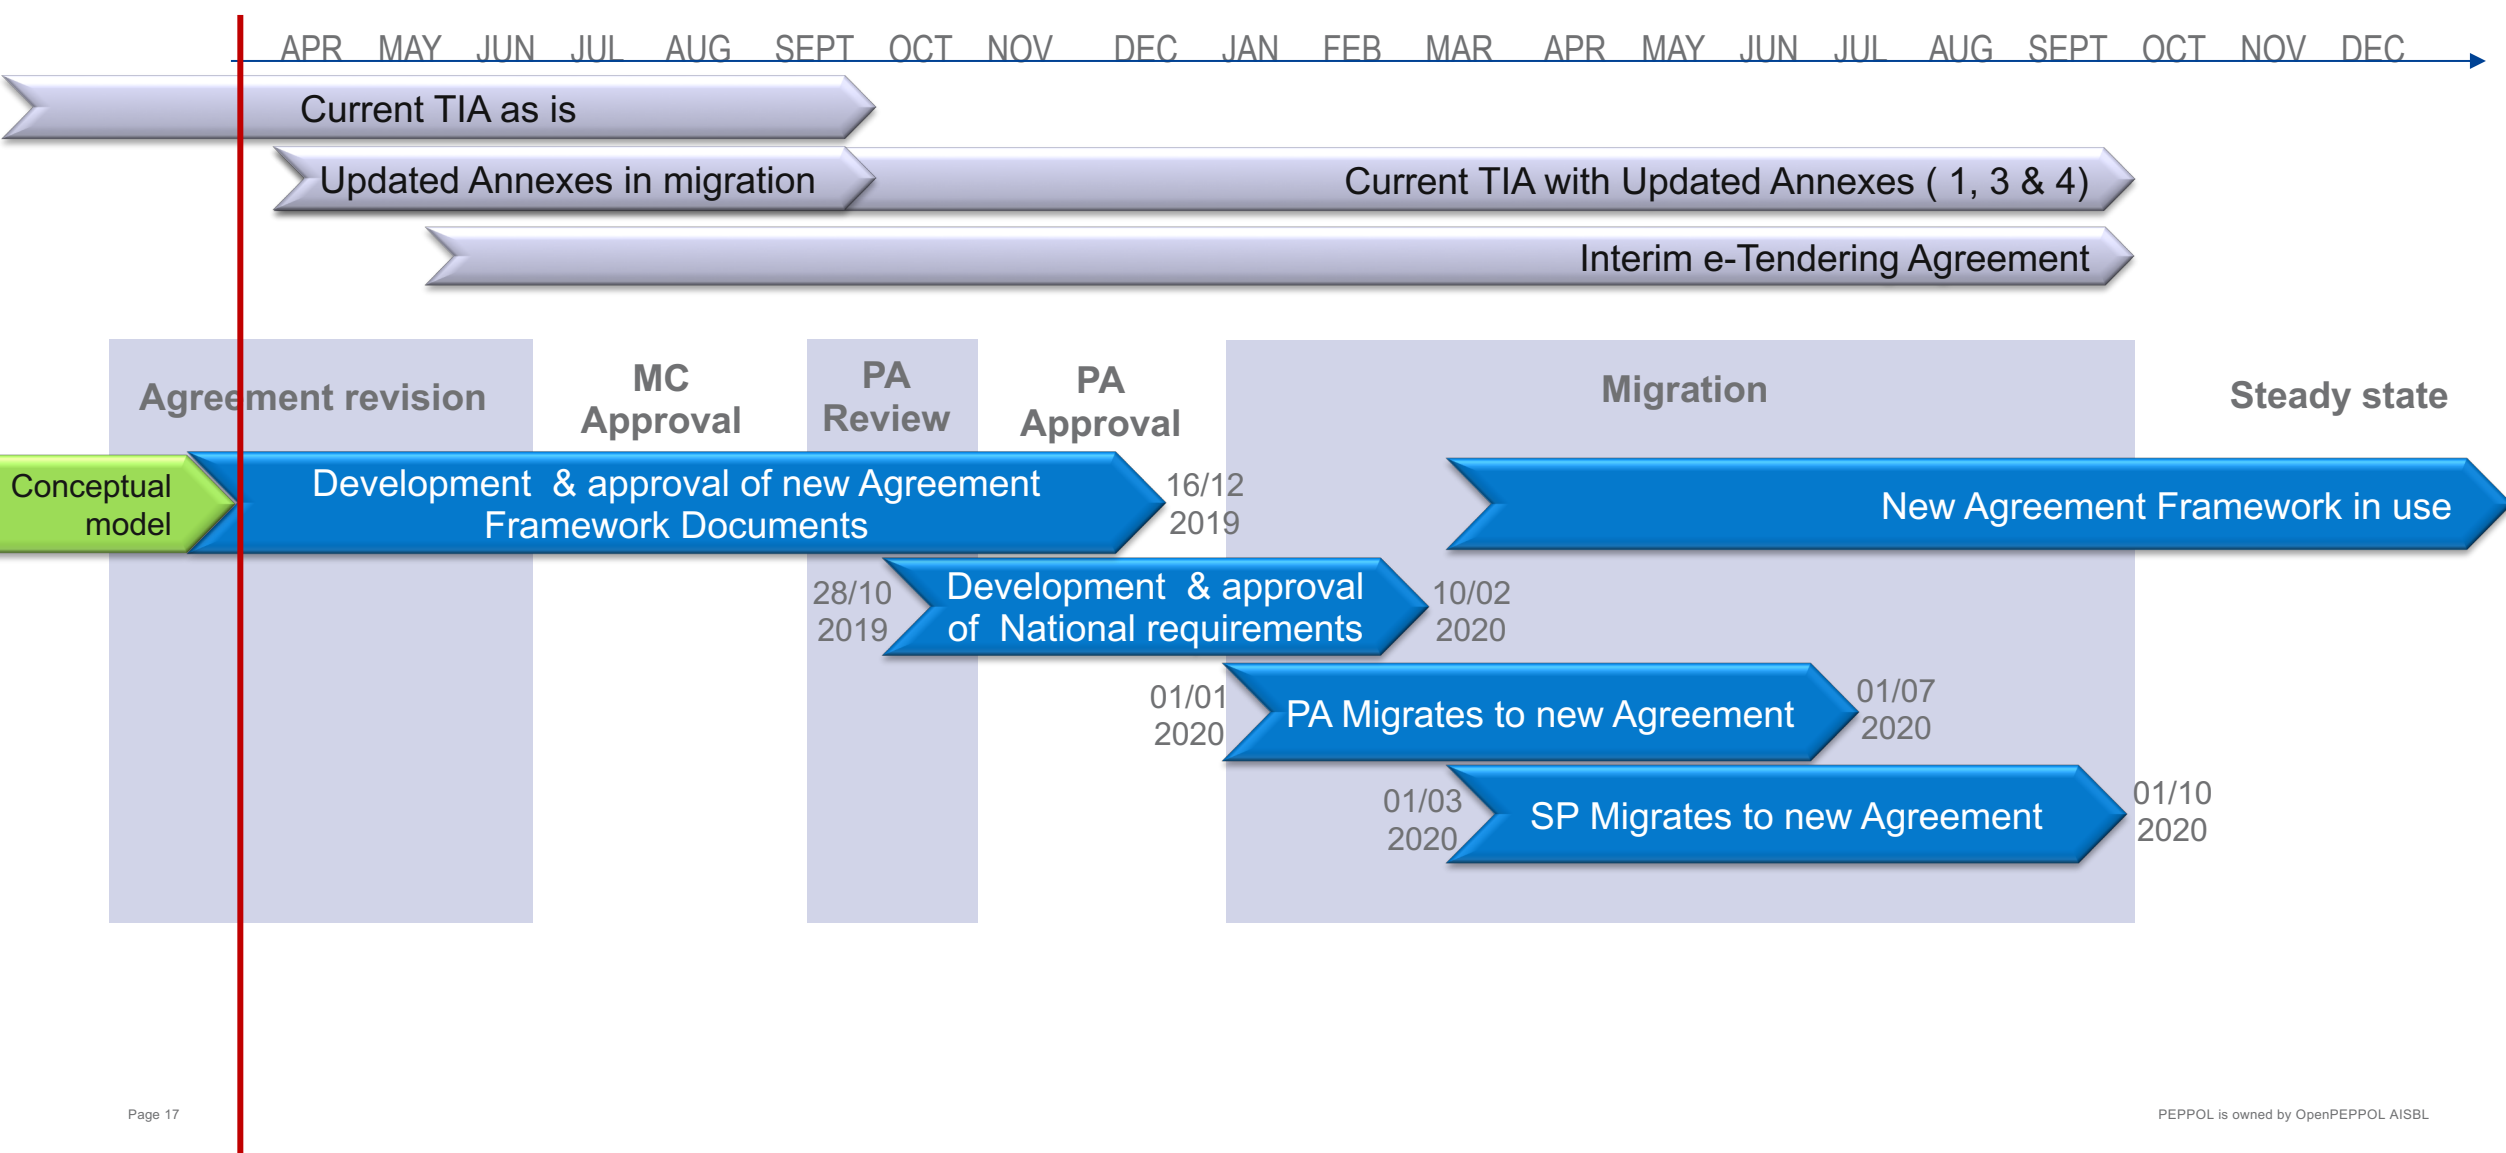 APR MAY JUN JUL AUG SEPT OCT NOV DEC JAN FEB MAR APR MAY JUN JUL AUG SEPT OCT NOV DEC
Current TIA as is
Updated Annexes in migration
Current TIA with Updated Annexes ( 1, 3 & 4)
Interim e-Tendering Agreement
Agreement revision
MC
Approval
PA
Review
PA
Approval
Migration
Steady state
Conceptual
model
Development & approval of new Agreement
Framework Documents
16/12
2019
New Agreement Framework in use
28/10
2019
Development & approval
of National requirements
10/02
2020
01/01
2020
PA Migrates to new Agreement
01/07
2020
01/03
2020
SP Migrates to new Agreement
01/10
2020
Page 17
PEPPOL is owned by OpenPEPPOL AISBL